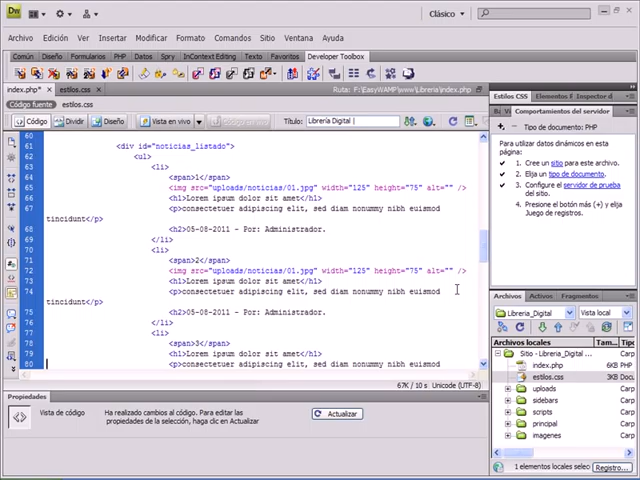 Dw
Clásico
Archivo Edición Ver Insertar Modificar Formato Comandos Sitio Ventana Ayuda
Común Diseño Formularios PHP Datos Spry InContext Editing Texto Favoritos Developer Toolbox
index.php* × estilos.css ×
Ruta: F:\EasyWAMP\www\Libreria\index.php
Código fuente estilos.css
Código Dividir Diseño Vista en vivo Título: Librería Digital |
60
61 <div id="noticias_listado">
62 <ul>
63 <li>
64 <span>1</span>
65 <img src="uploads/noticias/01.jpg" width="125" height="75" alt="" />
66 <h1>Lorem ipsum dolor sit amet</h1>
67 <p>consectetuer adipiscing elit, sed diam nonummy nibh euismod
tincidunt</p>
68 <h2>05-08-2011 - Por: Administrador.
69 </li>
70 <li>
71 <span>2</span>
72 <img src="uploads/noticias/01.jpg" width="125" height="75" alt="" />
73 <h1>Lorem ipsum dolor sit amet</h1>
74 <p>consectetuer adipiscing elit, sed diam nonummy nibh euismod
tincidunt</p>
75 <h2>05-08-2011 - Por: Administrador.
76 </li>
77 <li>
78 <span>3</span>
79 <h1>Lorem ipsum dolor sit amet</h1>
80 <p>consectetuer adipiscing elit, sed diam nonummy nibh euismod
67K / 10 s Unicode (UTF-8)
Propiedades
Vista de código
Ha realizado cambios al código. Para editar las propiedades de la selección, haga clic en Actualizar
Actualizar
Estilos CSS Elementos F Inspector d
Comportamientos del servidor
Tipo de documento: PHP
Para utilizar datos dinámicos en esta página:
1. Cree un sitio para este archivo.
2. Elija un tipo de documento.
3. Configure el servidor de prueba del sitio.
4. Presione el botón más (+) y elija Juego de registros.
Archivos Activos Fragmentos
Libreria_Digital Vista local
Archivos locales Tam... Tipo
Sitio - Libreria_Digital ... Carp
index.php 6KB PHP
estilos.css 3KB Docu
uploads Carp
sidebars Carp
scripts Carp
principal Carp
imagenes Carp
1 elementos locales selec Registro...